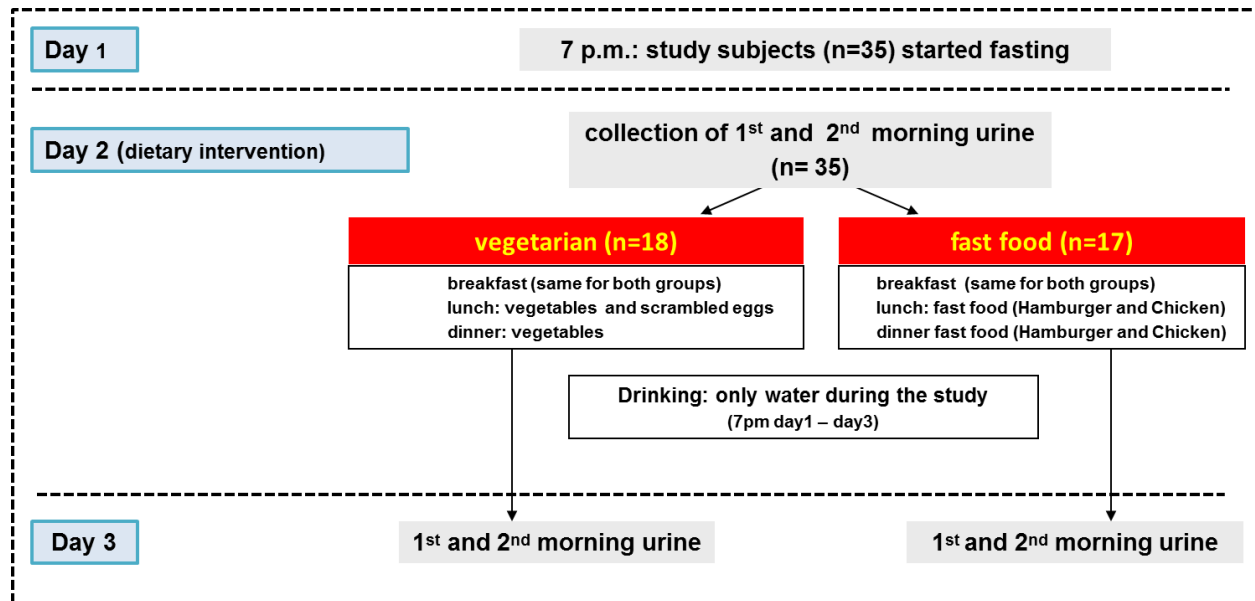 Day 1
7 p.m.: study subjects (n=35) started fasting
Day 2 (dietary intervention)
collection of 1st and 2nd morning urine
(n= 35)
vegetarian (n=18)
breakfast (same for both groups)
lunch: vegetables and scrambled eggs
dinner: vegetables
fast food (n=17)
breakfast (same for both groups)
lunch: fast food (Hamburger and Chicken)
dinner fast food (Hamburger and Chicken)
Drinking: only water during the study
(7pm day1 – day3)
Day 3
1st and 2nd morning urine
1st and 2nd morning urine